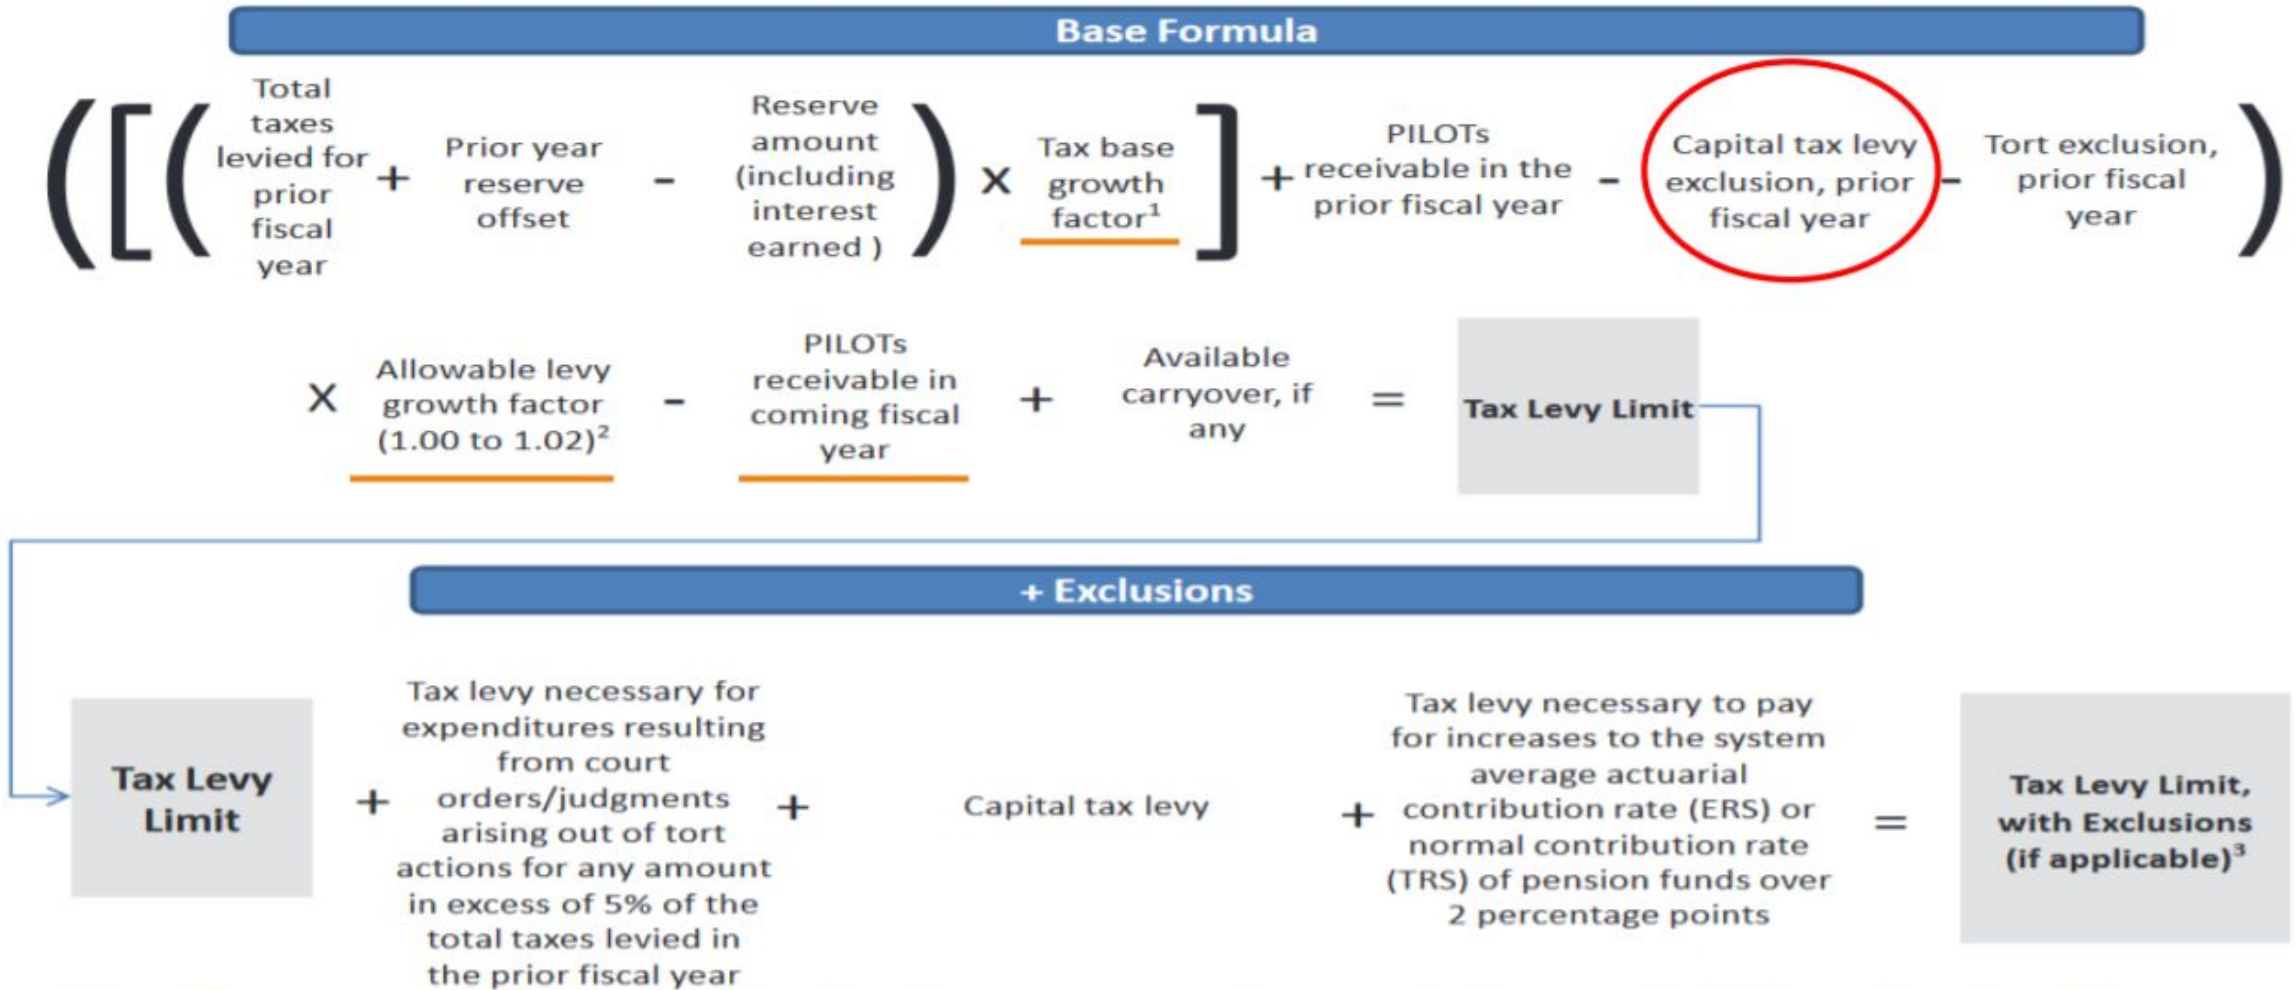 Base Formula
([(
Total
taxes
levied for
prior
fiscal
year
+
Prior year
reserve
offset
-
Reserve
amount
(including
interest
earned )
)
x
Tax base
growth
factor¹
]
+
PILOTs
receivable in the
prior fiscal year
-
Capital tax levy
exclusion, prior
fiscal year
-
Tort exclusion,
prior fiscal
year
)
x
Allowable levy
growth factor
(1.00 to 1.02)²
-
PILOTs
receivable in
coming fiscal
year
+
Available
carryover, if
any
=
Tax Levy Limit
+ Exclusions
Tax Levy
Limit
+
Tax levy necessary for
expenditures resulting
from court
orders/judgments
arising out of tort
actions for any amount
in excess of 5% of the
total taxes levied in
the prior fiscal year
+
Capital tax levy
+
Tax levy necessary to pay
for increases to the system
average actuarial
contribution rate (ERS) or
normal contribution rate
(TRS) of pension funds over
2 percentage points
=
Tax Levy Limit,
with Exclusions
(if applicable)³